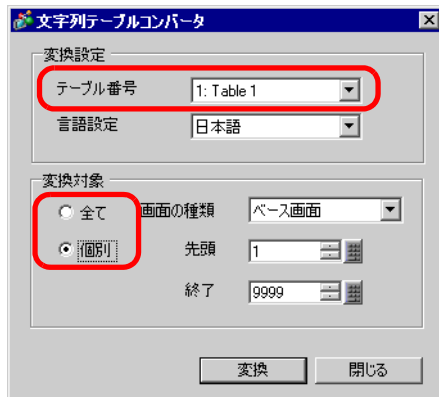 文字列テーブルコンバータ
変換設定
テーブル番号 1: Table 1
言語設定 日本語
変換対象
全て 画面の種類 ベース画面
個別 先頭 1
終了 9999
変換 閉じる